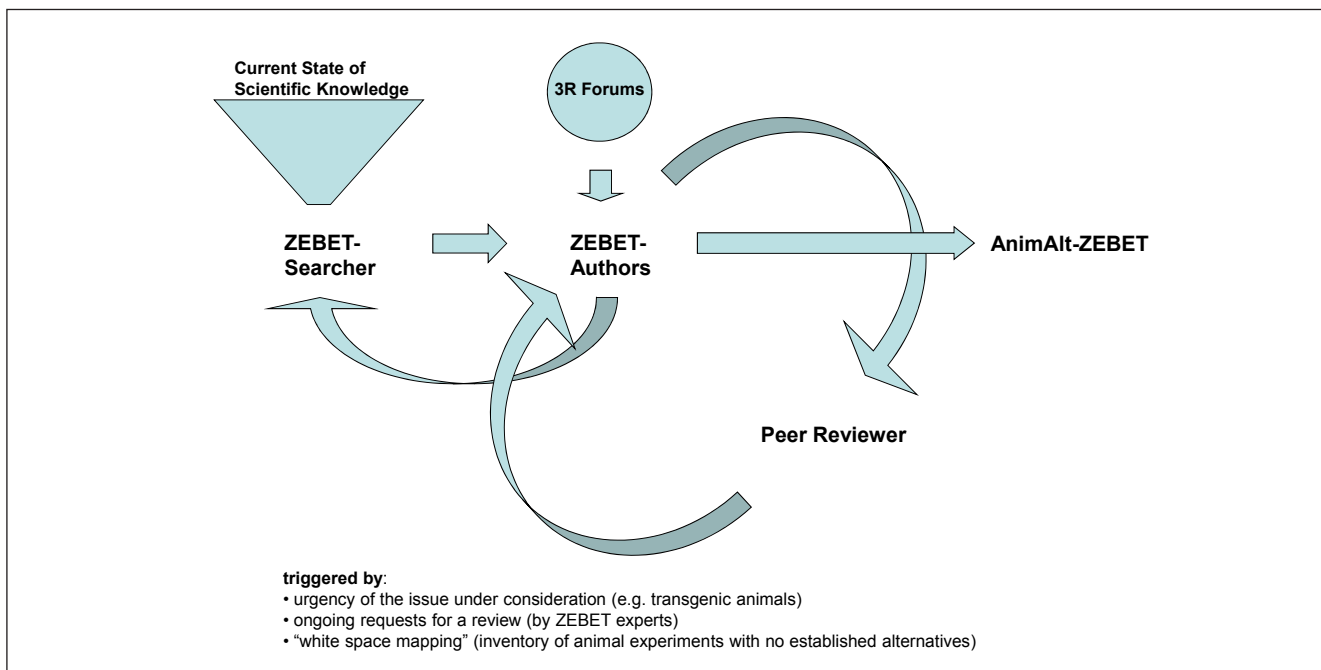 Current State of
Scientific Knowledge
3R Forums
ZEBET-
Searcher
ZEBET-
Authors
AnimAlt-ZEBET
Peer Reviewer
triggered by:
• urgency of the issue under consideration (e.g. transgenic animals)
• ongoing requests for a review (by ZEBET experts)
• “white space mapping” (inventory of animal experiments with no established alternatives)